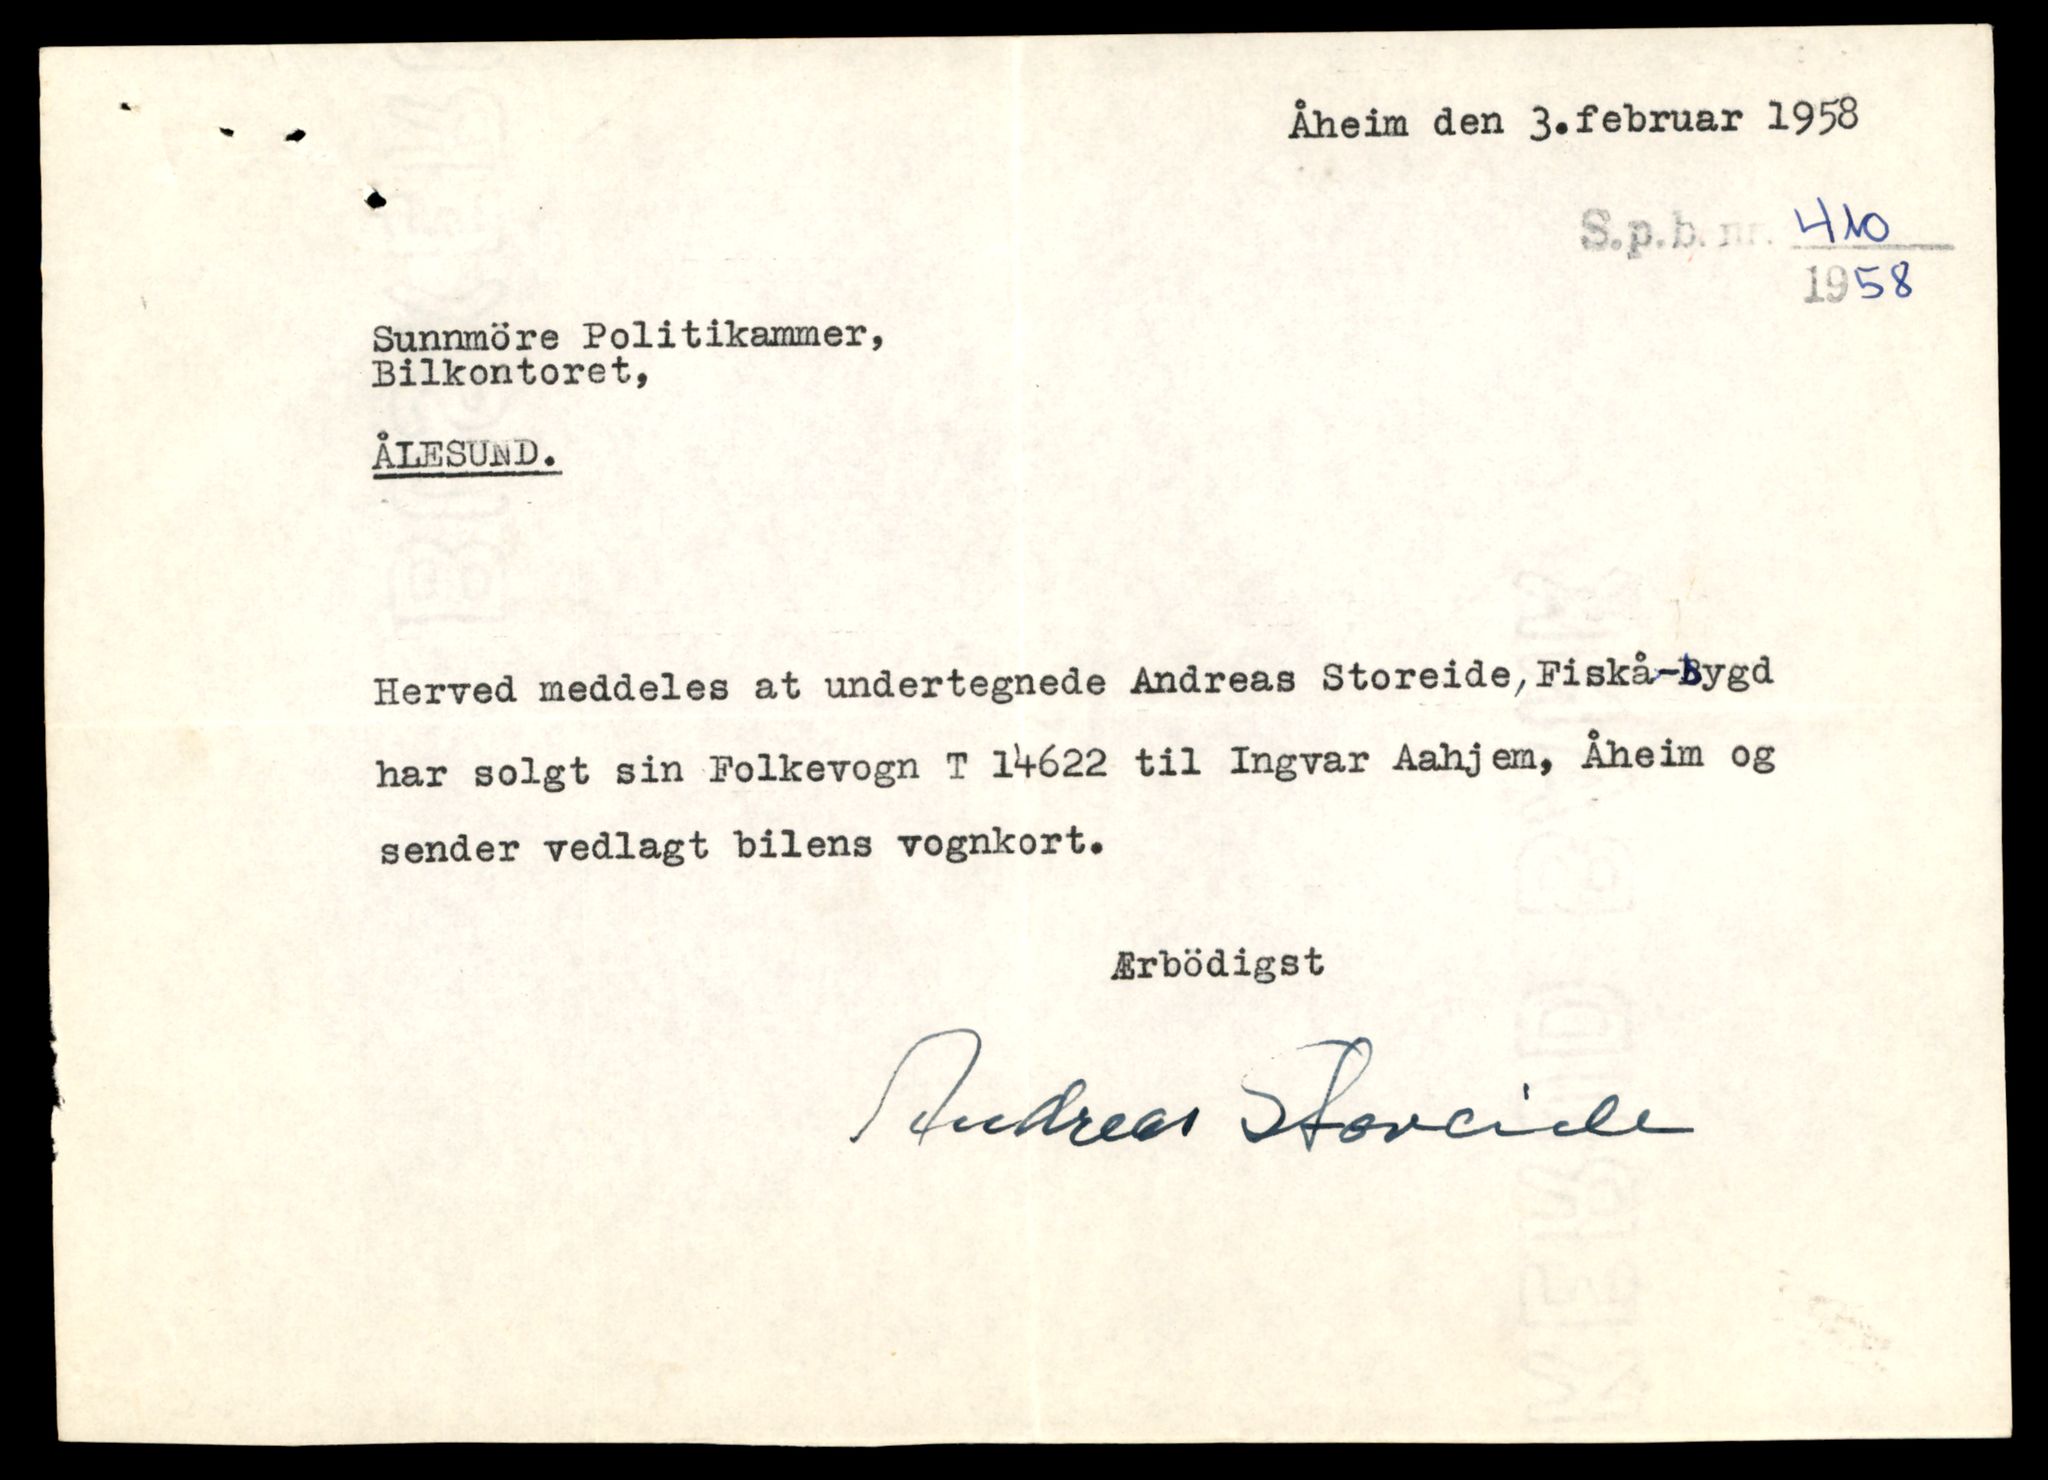 Åheim den 3.februar 1958
S.p.b. nr. 410
1958
Sunnmöre Politikammer,
Bilkontoret,
ÅLESUND.
Herved meddeles at undertegnede Andreas Storeide, Fiskå-Bygd
har solgt sin Folkevogn T 14622 til Ingvar Aahjem, Åheim og
sender vedlagt bilens vognkort.
Ærbödigst
Andreas Storeide